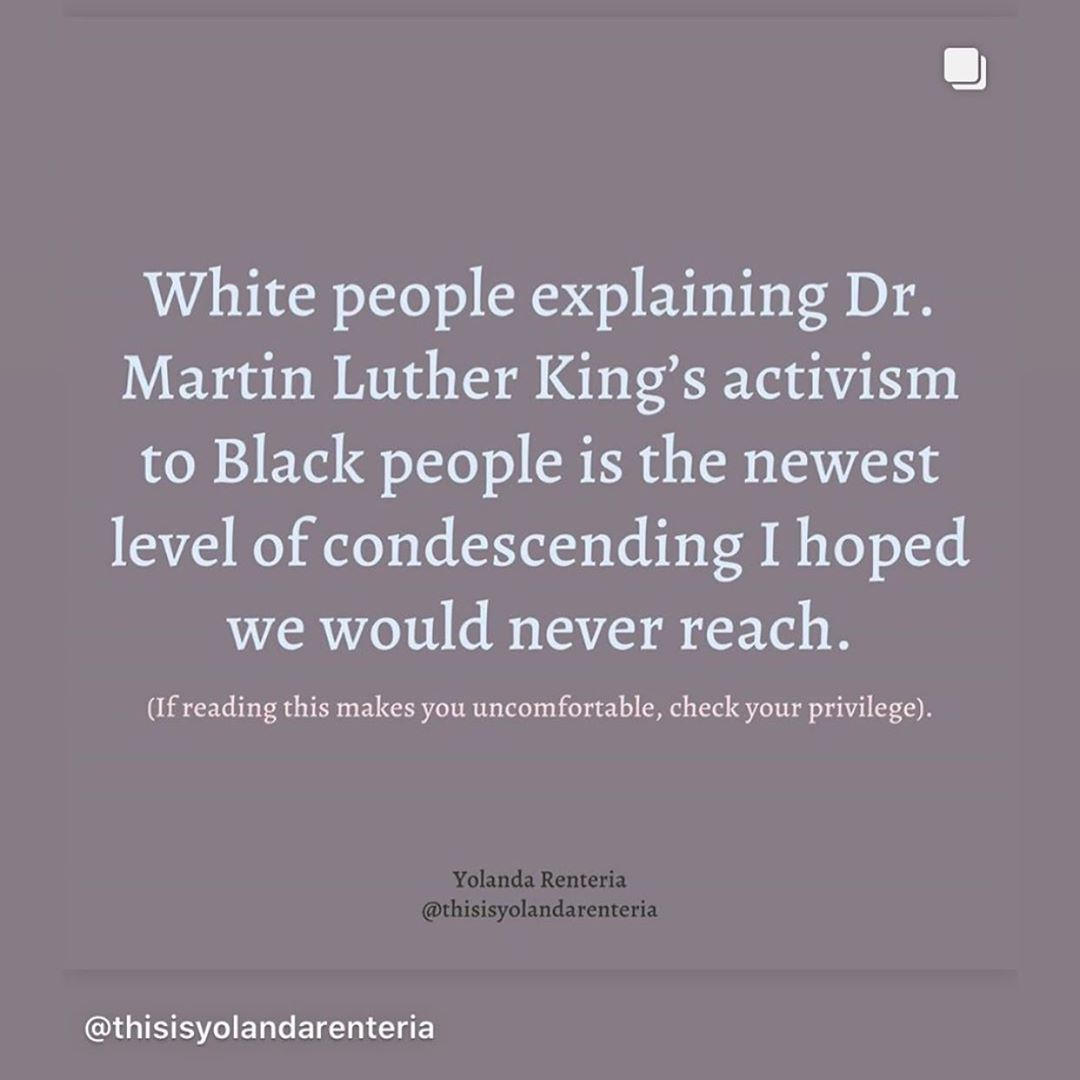 White people explaining Dr.
Martin Luther King’s activism
to Black people is the newest
level of condescending I hoped
we would never reach.
(If reading this makes you uncomfortable, check your privilege).
Yolanda Renteria
@thisisyolandarenteria
@thisisyolandarenteria